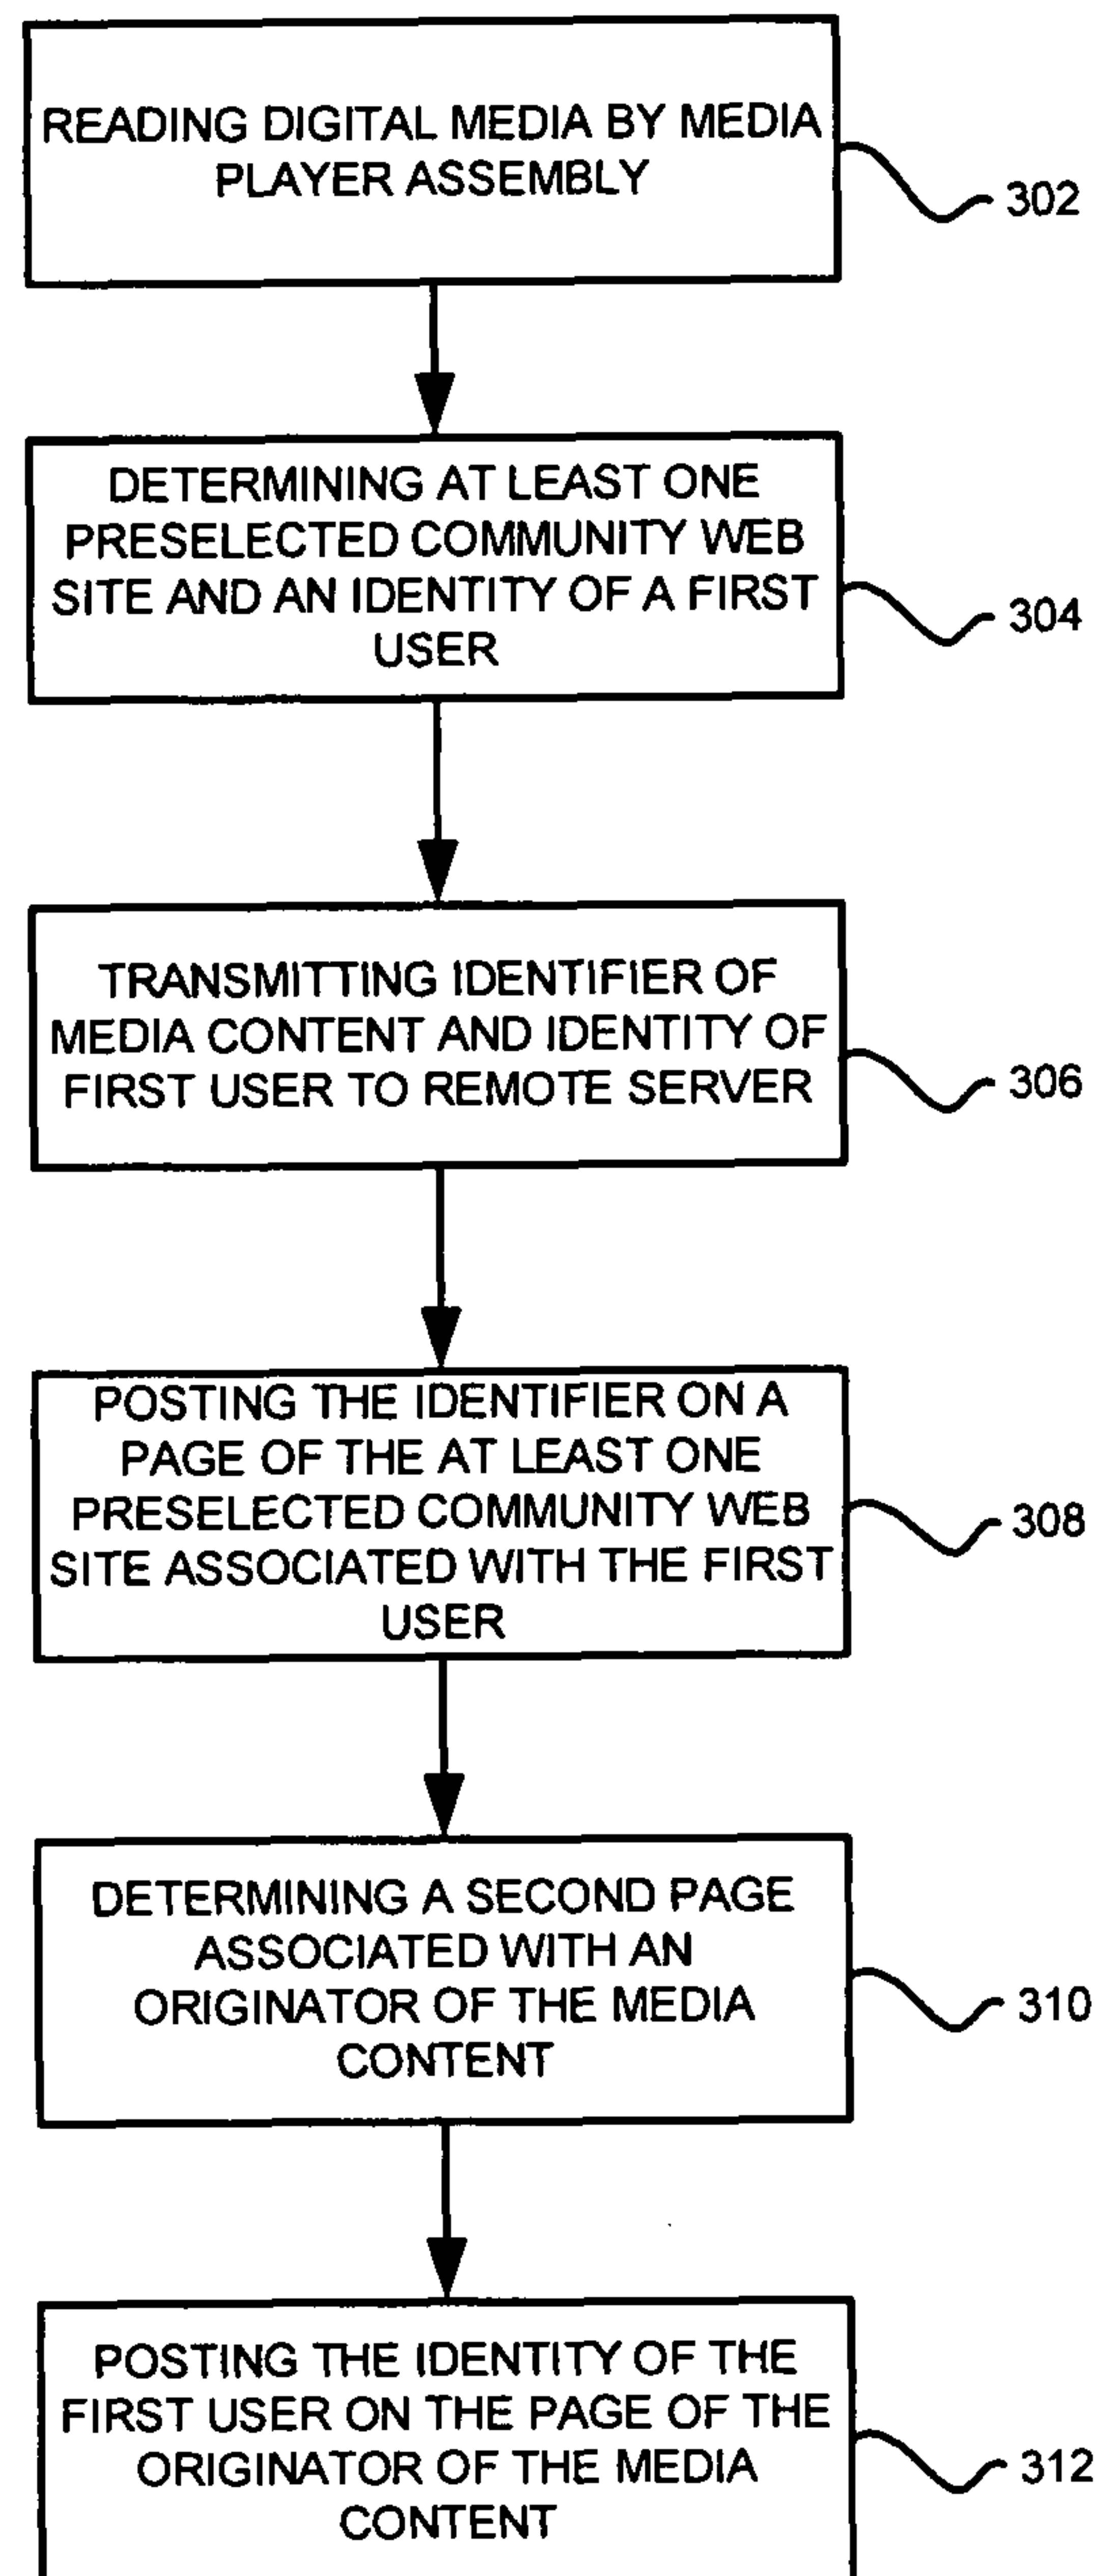 READING DIGITAL MEDIA BY MEDIA
PLAYER ASSEMBLY
302
DETERMINING AT LEAST ONE
PRESELECTED COMMUNITY WEB
SITE AND AN IDENTITY OF A FIRST
USER
304
TRANSMITTING IDENTIFIER OF
MEDIA CONTENT AND IDENTITY OF
FIRST USER TO REMOTE SERVER
306
POSTING THE IDENTIFIER ON A
PAGE OF THE AT LEAST ONE
PRESELECTED COMMUNITY WEB
SITE ASSOCIATED WITH THE FIRST
USER
308
DETERMINING A SECOND PAGE
ASSOCIATED WITH AN
ORIGINATOR OF THE MEDIA
CONTENT
310
POSTING THE IDENTITY OF THE
FIRST USER ON THE PAGE OF THE
ORIGINATOR OF THE MEDIA
CONTENT
312